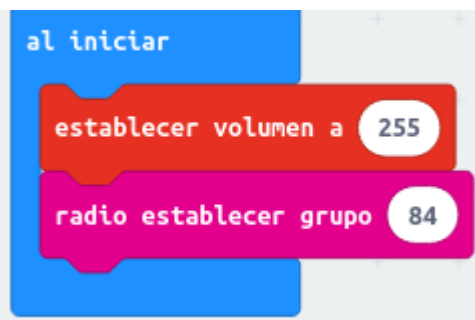 al iniciar
establecer volumen a 255
radio establecer grupo 84